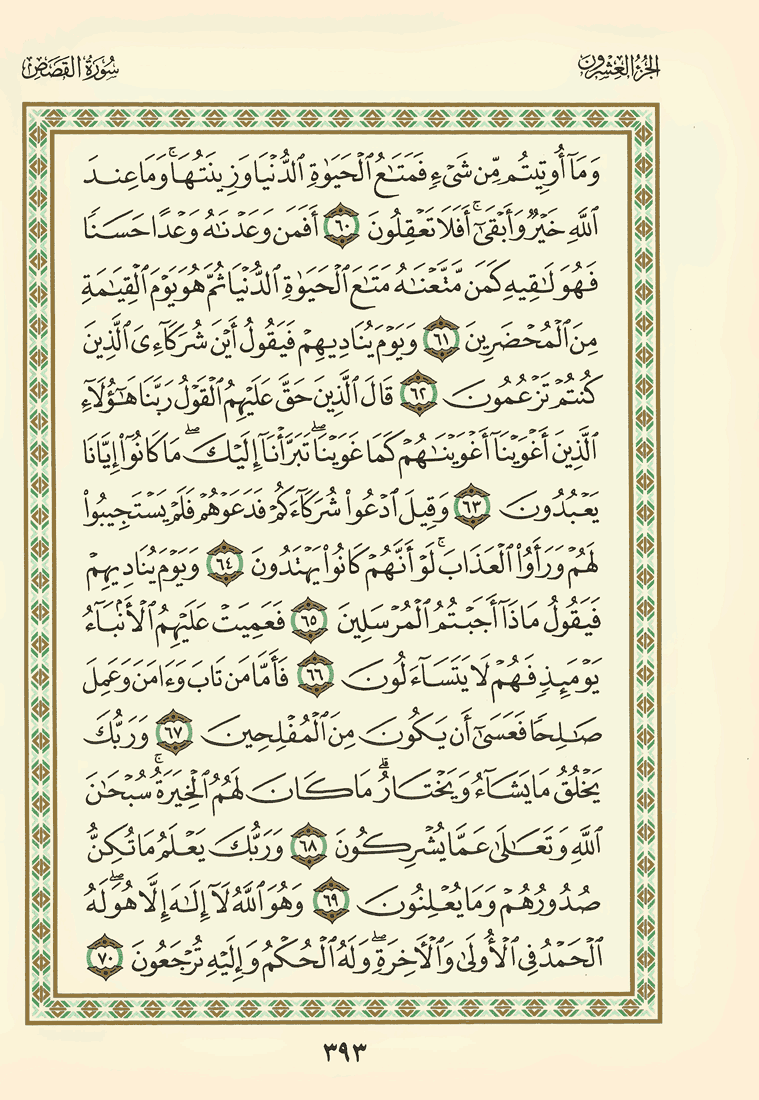 الجزء العشرون
سورة القصص
وَمَآ أُوتِيتُم مِّن شَىْءٍ فَمَتَـٰعُ ٱلْحَيَوٰةِ ٱلدُّنْيَا وَزِينَتُهَا ۚ وَمَا عِندَ
ٱللَّهِ خَيْرٌ وَأَبْقَىٰٓ ۚ أَفَلَا تَعْقِلُونَ ٦٠ أَفَمَن وَعَدْنَـٰهُ وَعْدًا حَسَنًا
فَهُوَ لَـٰقِيهِ كَمَن مَّتَّعْنَـٰهُ مَتَـٰعَ ٱلْحَيَوٰةِ ٱلدُّنْيَا ثُمَّ هُوَ يَوْمَ ٱلْقِيَـٰمَةِ
مِنَ ٱلْمُحْضَرِينَ ٦١ وَيَوْمَ يُنَادِيهِمْ فَيَقُولُ أَيْنَ شُرَكَآءِىَ ٱلَّذِينَ
كُنتُمْ تَزْعُمُونَ ٦٢ قَالَ ٱلَّذِينَ حَقَّ عَلَيْهِمُ ٱلْقَوْلُ رَبَّنَا هَـٰٓؤُلَآءِ
ٱلَّذِينَ أَغْوَيْنَآ أَغْوَيْنَـٰهُمْ كَمَا غَوَيْنَا ۖ تَبَرَّأْنَآ إِلَيْكَ ۖ مَا كَانُوٓا۟ إِيَّانَا
يَعْبُدُونَ ٦٣ وَقِيلَ ٱدْعُوا۟ شُرَكَآءَكُمْ فَدَعَوْهُمْ فَلَمْ يَسْتَجِيبُوا۟
لَهُمْ وَرَأَوُا۟ ٱلْعَذَابَ ۚ لَوْ أَنَّهُمْ كَانُوا۟ يَهْتَدُونَ ٦٤ وَيَوْمَ يُنَادِيهِمْ
فَيَقُولُ مَاذَآ أَجَبْتُمُ ٱلْمُرْسَلِينَ ٦٥ فَعَمِيَتْ عَلَيْهِمُ ٱلْأَنۢبَآءُ
يَوْمَئِذٍ فَهُمْ لَا يَتَسَآءَلُونَ ٦٦ فَأَمَّا مَن تَابَ وَءَامَنَ وَعَمِلَ
صَـٰلِحًا فَعَسَىٰٓ أَن يَكُونَ مِنَ ٱلْمُفْلِحِينَ ٦٧ وَرَبُّكَ
يَخْلُقُ مَا يَشَآءُ وَيَخْتَارُ ۗ مَا كَانَ لَهُمُ ٱلْخِيَرَةُ ۚ سُبْحَـٰنَ
ٱللَّهِ وَتَعَـٰلَىٰ عَمَّا يُشْرِكُونَ ٦٨ وَرَبُّكَ يَعْلَمُ مَا تُكِنُّ
صُدُورُهُمْ وَمَا يُعْلِنُونَ ٦٩ وَهُوَ ٱللَّهُ لَآ إِلَـٰهَ إِلَّا هُوَ ۖ لَهُ
ٱلْحَمْدُ فِى ٱلْأُولَىٰ وَٱلْـَٔاخِرَةِ ۖ وَلَهُ ٱلْحُكْمُ وَإِلَيْهِ تُرْجَعُونَ ٧٠
٣٩٣